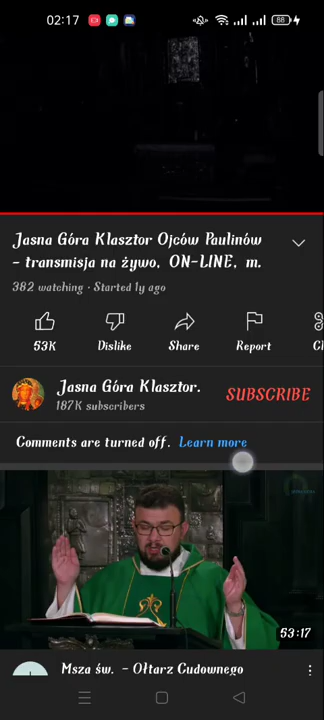 02:17
88
Jasna Góra Klasztor Ojców Paulinów
- transmisja na żywo, ON-LINE, m.
382 watching · Started 1y ago
53K
Dislike
Share
Report
SUBSCRIBE
Jasna Góra Klasztor.
187K subscribers
Comments are turned off. Learn more
53:17
Msza św. - Ołtarz Cudownego